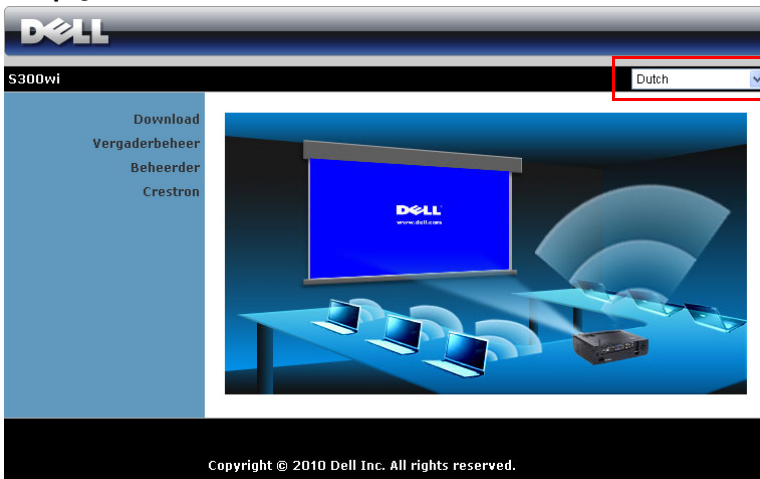 DELL
S300wi
Dutch
Download
Vergaderbeheer
Beheerder
Crestron
DELL
www.dell.com
Copyright © 2010 Dell Inc. All rights reserved.